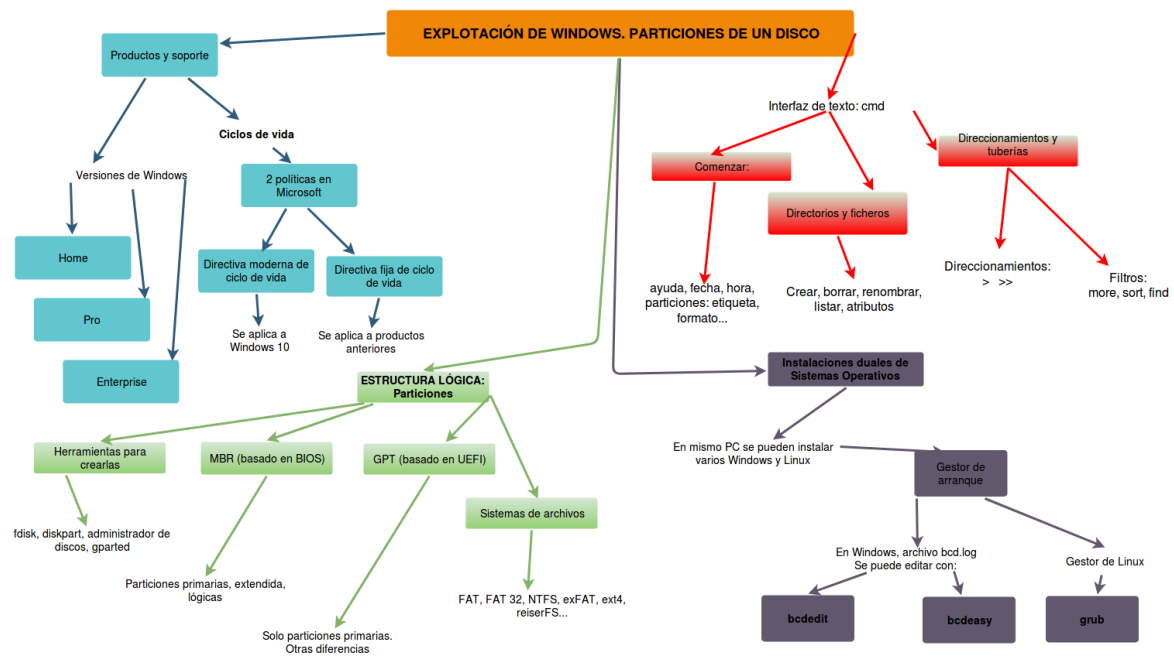 EXPLOTACIÓN DE WINDOWS. PARTICIONES DE UN DISCO
Productos y soporte
Ciclos de vida
Versiones de Windows
2 políticas en
Microsoft
Home
Pro
Enterprise
Directiva moderna de
ciclo de vida
Directiva fija de ciclo
de vida
Se aplica a
Windows 10
Se aplica a productos
anteriores
Interfaz de texto: cmd
Comenzar:
Directorios y ficheros
Direccionamientos y
tuberías
ayuda, fecha, hora,
particiones: etiqueta,
formato...
Crear, borrar, renombrar,
listar, atributos
Direccionamientos:
> >>
Filtros:
more, sort, find
ESTRUCTURA LÓGICA:
Particiones
Herramientas para
crearlas
MBR (basado en BIOS)
GPT (basado en UEFI)
Sistemas de archivos
fdisk, diskpart, administrador de
discos, gparted
Particiones primarias, extendida,
lógicas
Solo particiones primarias.
Otras diferencias
FAT, FAT 32, NTFS, exFAT, ext4,
reiserFS...
Instalaciones duales de
Sistemas Operativos
En mismo PC se pueden instalar
varios Windows y Linux
Gestor de
arranque
En Windows, archivo bcd.log
Se puede editar con:
Gestor de Linux
bcdedit
bcdeasy
grub